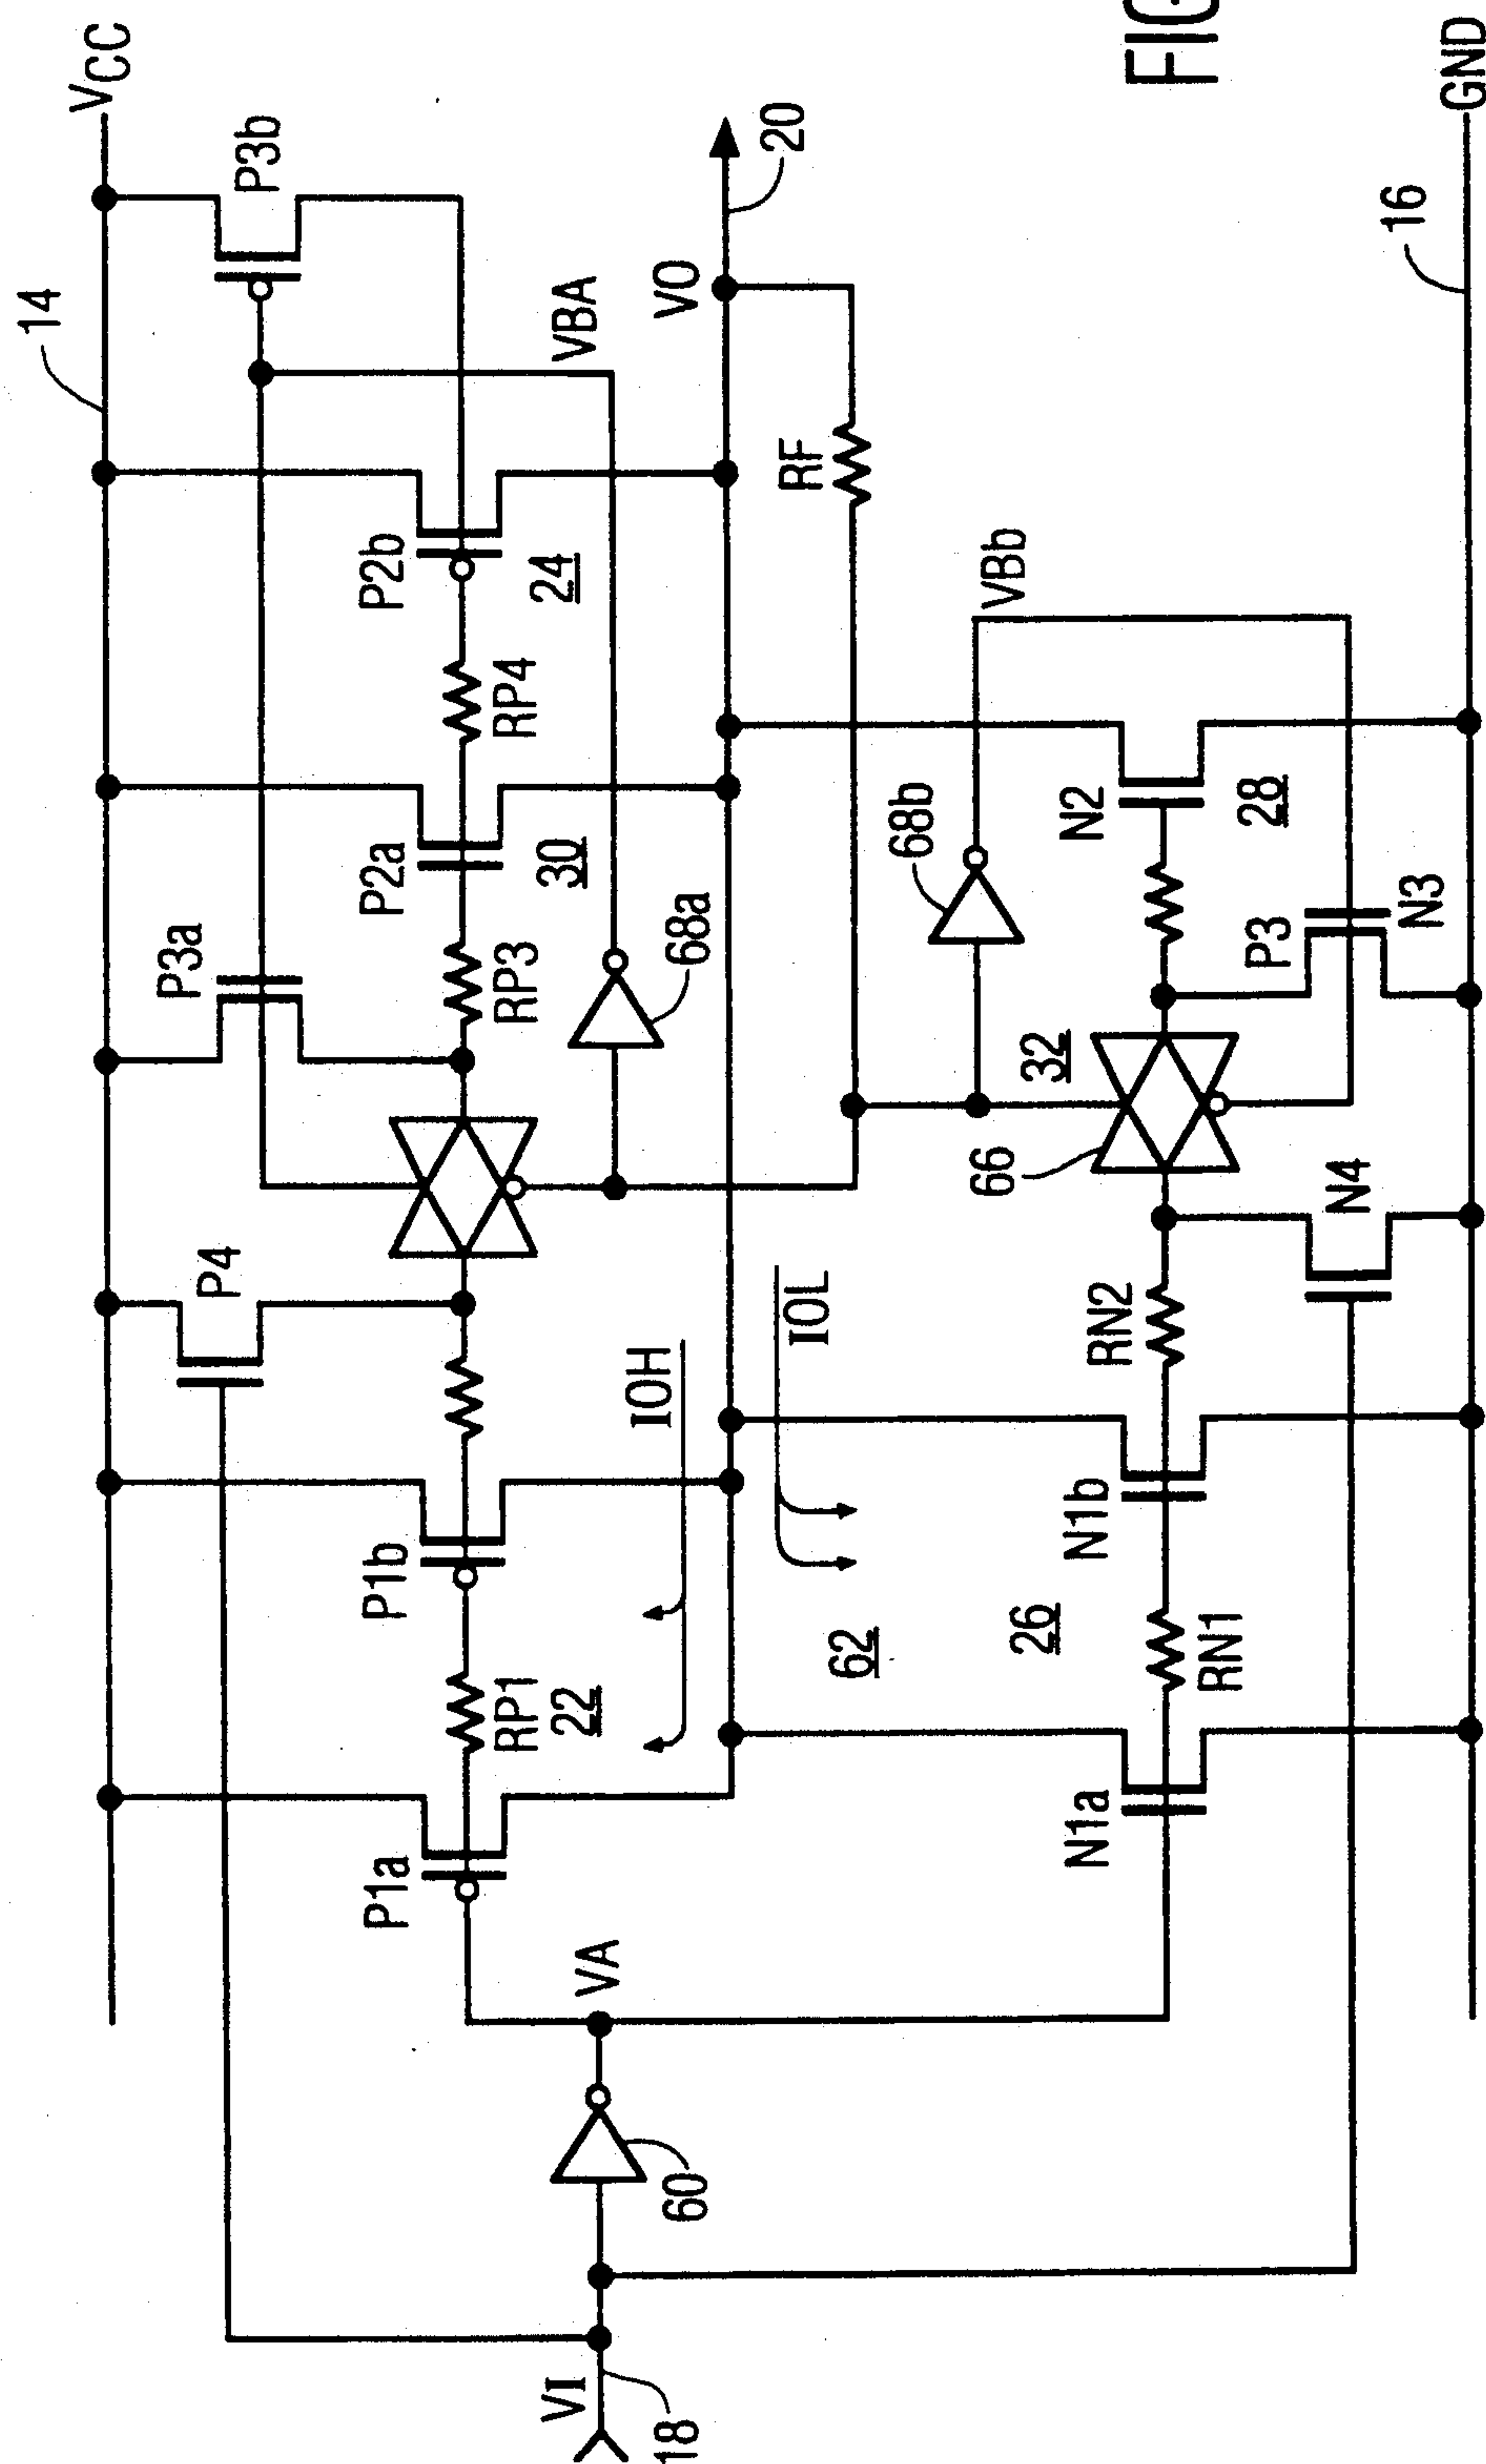 VCC
14
P3b
P3a
P4
VBA
P2b
24
RP4
P2a
30
RP3
68a
P1b
RP1
22
P1a
IOH
VO
20
RF
IOL
62
VA
60
VI
18
VBb
68b
N2
28
32
66
P3
N3
N4
RN2
N1b
26
RN1
N1a
16
GND
FIG